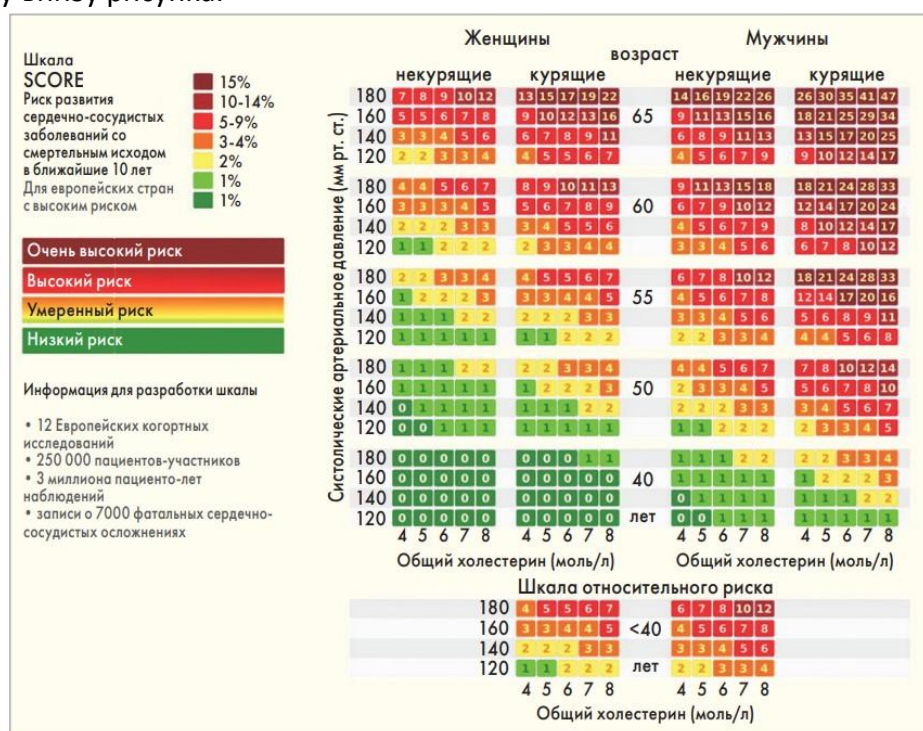 у внизу рисунка.
Шкала
SCORE
Риск развития
сердечно-сосудистых
заболеваний со
смертельным исходом
в ближайшие 10 лет
Для европейских стран
с высоким риском
15%
10-14%
5-9%
3-4%
2%
1%
1%
Очень высокий риск
Высокий риск
Умеренный риск
Низкий риск
Информация для разработки шкалы
• 12 Европейских когортных
исследований
• 250 000 пациентов-участников
• 3 миллиона пациенто-лет
наблюдений
• записи о 7000 фатальных сердечно-
сосудистых осложнениях
Систолические артериальное давление (мм рт. ст.)
Женщины Мужчины
возраст
некурящие курящие некурящие курящие
180 7 8 9 10 12 13 15 17 19 22 14 16 19 22 26 26 30 35 41 47
160 5 5 6 7 8 9 10 12 13 16 65 9 11 13 15 16 18 21 25 29 34
140 3 3 4 5 6 6 7 8 9 11 6 8 9 11 13 13 15 17 20 25
120 2 2 3 3 4 4 5 5 6 7 4 5 6 7 9 9 10 12 14 17
180 4 4 5 6 7 8 9 10 11 13 9 11 13 15 18 18 21 24 28 33
160 3 3 3 4 5 5 6 7 8 9 60 6 7 9 10 12 12 14 17 20 24
140 2 2 2 3 3 3 4 5 5 6 4 5 6 7 9 8 10 12 14 17
120 1 1 2 2 2 2 3 3 4 4 3 3 4 5 6 6 7 8 10 12
180 2 2 3 3 4 4 5 5 6 7 6 7 8 10 12 18 21 24 28 33
160 1 2 2 2 3 3 3 4 4 5 55 4 5 6 7 8 12 14 17 20 16
140 1 1 1 2 2 2 2 2 3 3 3 3 4 5 6 5 6 8 9 11
120 1 1 1 1 1 1 1 2 2 2 2 2 3 3 4 4 4 5 6 8
180 1 1 1 2 2 2 2 3 3 4 4 4 5 6 7 7 8 10 12 14
160 1 1 1 1 1 1 2 2 2 3 50 2 3 3 4 5 5 6 7 8 10
140 0 1 1 1 1 1 1 1 2 2 2 2 2 3 3 3 4 5 6 7
120 0 0 1 1 1 1 1 1 1 1 1 1 2 2 2 2 3 3 4 5
180 0 0 0 0 0 0 0 0 1 1 1 1 1 2 2 2 2 3 3 4
160 0 0 0 0 0 0 0 0 0 0 40 1 1 1 1 1 1 2 2 2 3
140 0 0 0 0 0 0 0 0 0 0 0 1 1 1 1 1 1 1 2 2
120 0 0 0 0 0 0 0 0 0 0 лет 0 0 1 1 1 1 1 1 1 1
4 5 6 7 8 4 5 6 7 8 4 5 6 7 8 4 5 6 7 8
Общий холестерин (моль/л) Общий холестерин (моль/л)
Шкала относительного риска
180 4 5 5 6 7 6 7 8 10 12
160 3 3 4 4 5 <40 4 5 6 7 8
140 2 2 2 3 3 3 3 4 5 6
120 1 1 2 2 2 лет 2 2 3 3 4
4 5 6 7 8 4 5 6 7 8
Общий холестерин (моль/л)